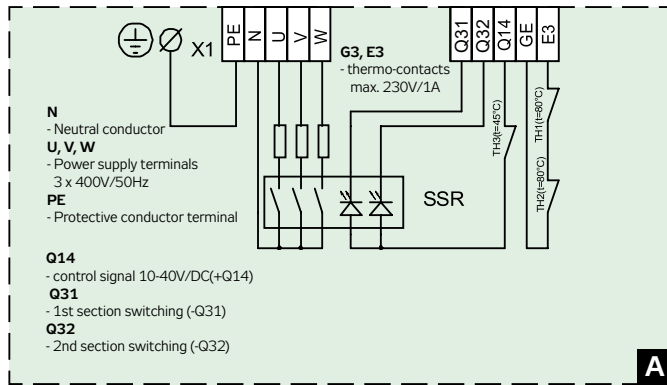 X1
PE
N
U
V
W
Q31
Q32
Q14
GE
E3
G3, E3
- thermo-contacts
max. 230V/1A
TH3(t=45°C)
TH1(t=80°C)
TH2(t=80°C)
SSR
N
- Neutral conductor
U, V, W
- Power supply terminals
3 x 400V/50Hz
PE
- Protective conductor terminal
Q14
- control signal 10-40V/DC(+Q14)
Q31
- 1st section switching (-Q31)
Q32
- 2nd section switching (-Q32)
A